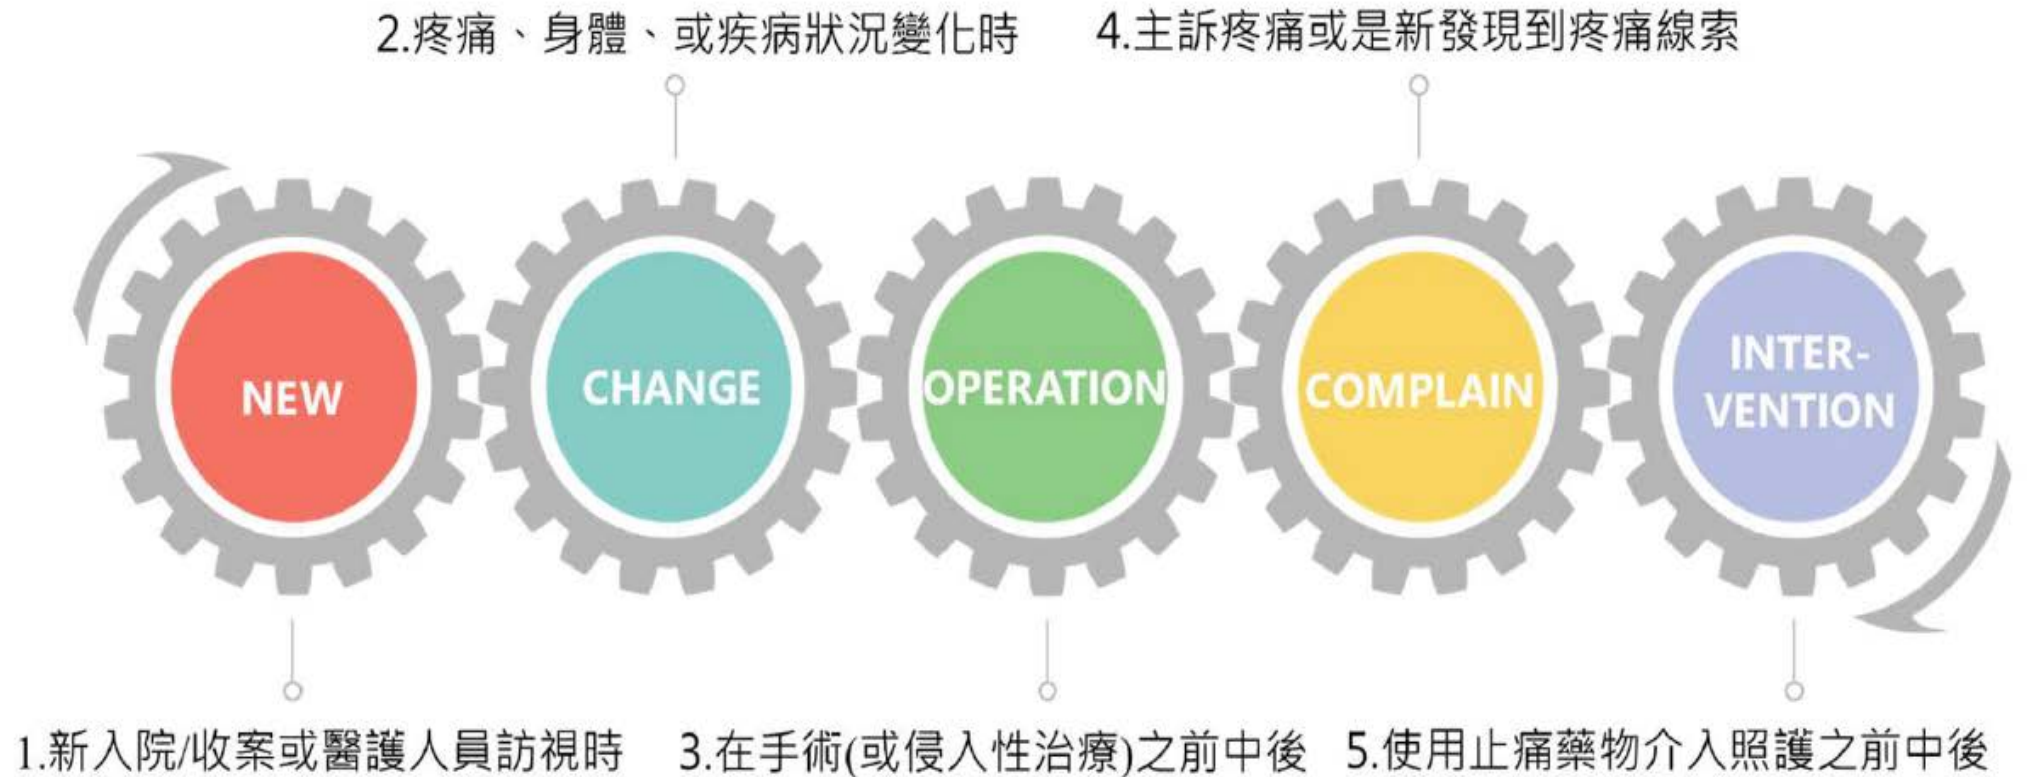 2.疼痛、身體、或疾病狀況變化時
4.主訴疼痛或是新發現到疼痛線索
NEW
CHANGE
OPERATION
COMPLAIN
INTER-
VENTION
1.新入院/收案或醫護人員訪視時
3.在手術(或侵入性治療)之前中後
5.使用止痛藥物介入照護之前中後